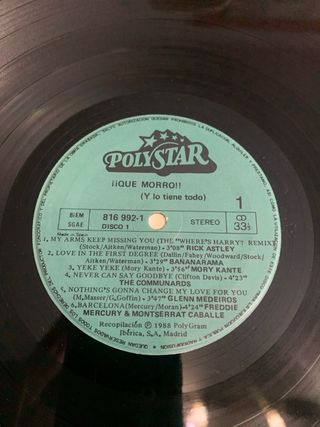 POLYSTAR
¡¡QUE MORRO!!
(Y lo tiene todo)
BIEM
SGAE
816 992-1
DISCO 1
STEREO
1
33⅓
Made in Spain
1. MY ARMS KEEP MISSING YOU (THE "WHERE'S HARRY? REMIX)
(Stock/Aitken/Waterman) - 3'08" RICK ASTLEY
2. LOVE IN THE FIRST DEGREE (Dallin/Fahey/Woodward/Stock/
Aitken/Waterman) - 3'29" BANANARAMA
3. YEKE YEKE (Mory Kante) - 3'56" MORY KANTE
4. NEVER CAN SAY GOODBYE (Clifton Davis) - 4'
THE COMMUNARDS
5. NOTHING'S GONNA CHANGE MY LOVE FOR YOU
(M,Masser/G,Goffin) - 3'47" GLENN MEDEIROS
6. BARCELONA(Mercury/Moran)-4'24" FREDDIE
MERCURY & MONTSERRAT CABALLE
Recopilación ℗ 1988 PolyGram
Ibérica, S.A. Madrid